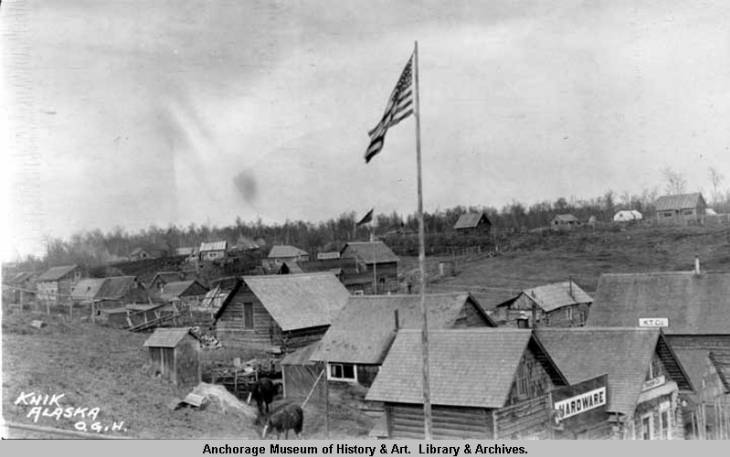 K.T.Co.
HARDWARE
KNIK
ALASKA
O.G.H.
Anchorage Museum of History & Art. Library & Archives.